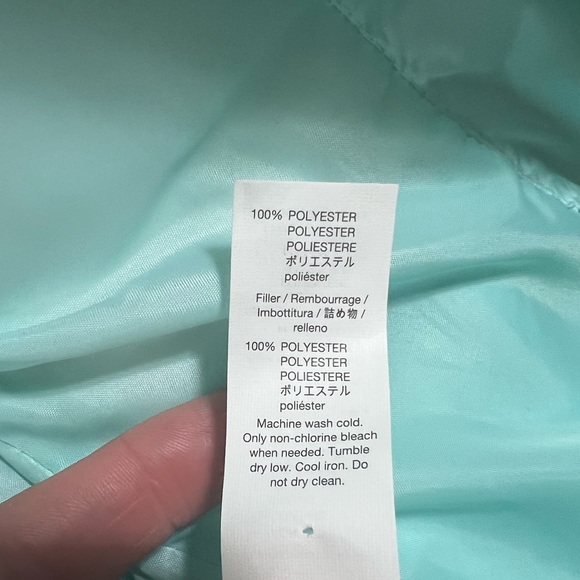 100% POLYESTER
POLYESTER
POLIESTERE
ポリエステル
poliéster
Filler / Rembourrage /
Imbottitura / 詰め物 /
relleno
100% POLYESTER
POLYESTER
POLIESTERE
ポリエステル
poliéster
Machine wash cold.
Only non-chlorine bleach
when needed. Tumble
dry low. Cool iron. Do
not dry clean.